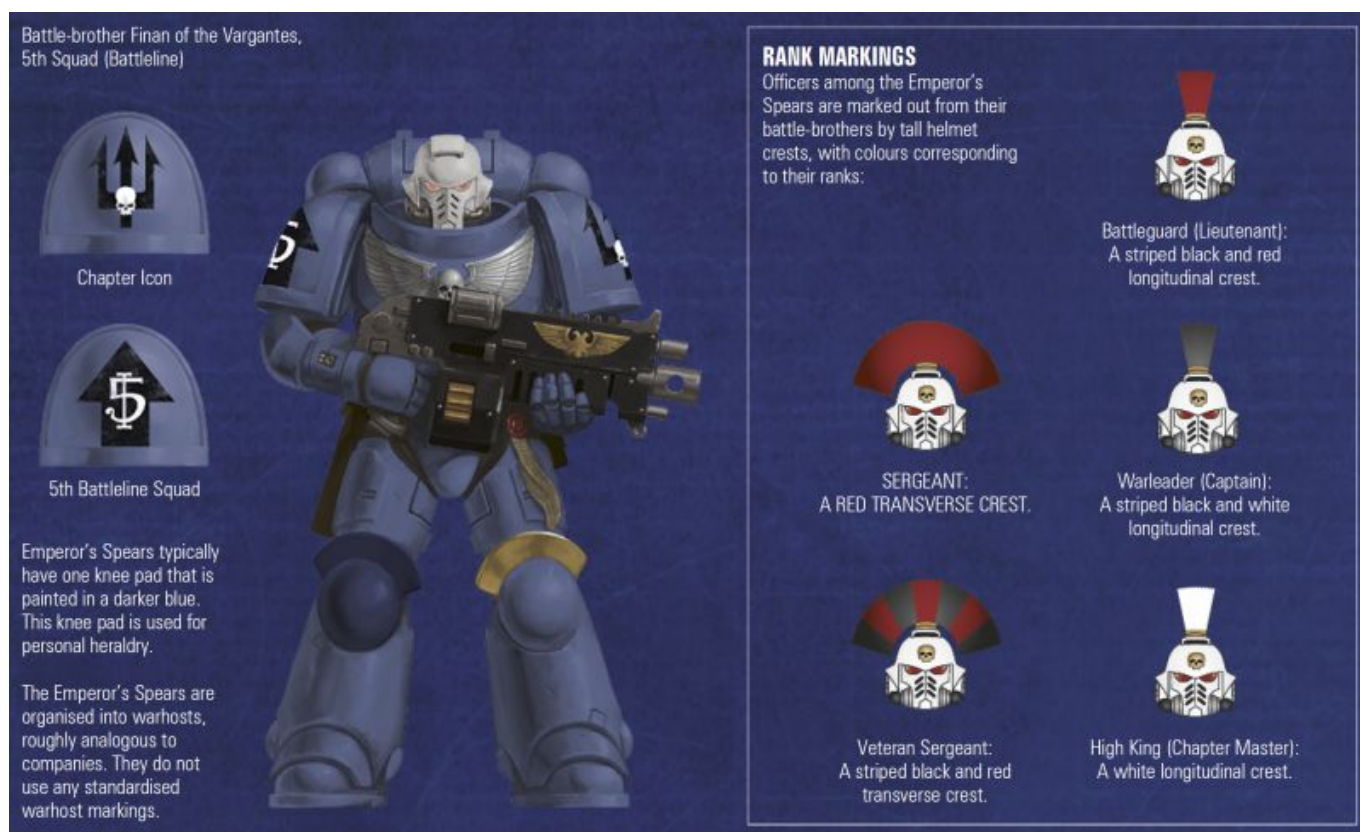 Battle-brother Finan of the Vargantes,
5th Squad (Battleline)
Chapter Icon
5
5th Battleline Squad
Emperor's Spears typically
have one knee pad that is
painted in a darker blue.
This knee pad is used for
personal heraldry.
The Emperor's Spears are
organised into warhosts,
roughly analogous to
companies. They do not
use any standardised
warhost markings.
5
RANK MARKINGS
Officers among the Emperor's
Spears are marked out from their
battle-brothers by tall helmet
crests, with colours corresponding
to their ranks:
Battleguard (Lieutenant):
A striped black and red
longitudinal crest.
SERGEANT:
A RED TRANSVERSE CREST.
Warleader (Captain):
A striped black and white
longitudinal crest.
Veteran Sergeant:
A striped black and red
transverse crest.
High King (Chapter Master):
A white longitudinal crest.